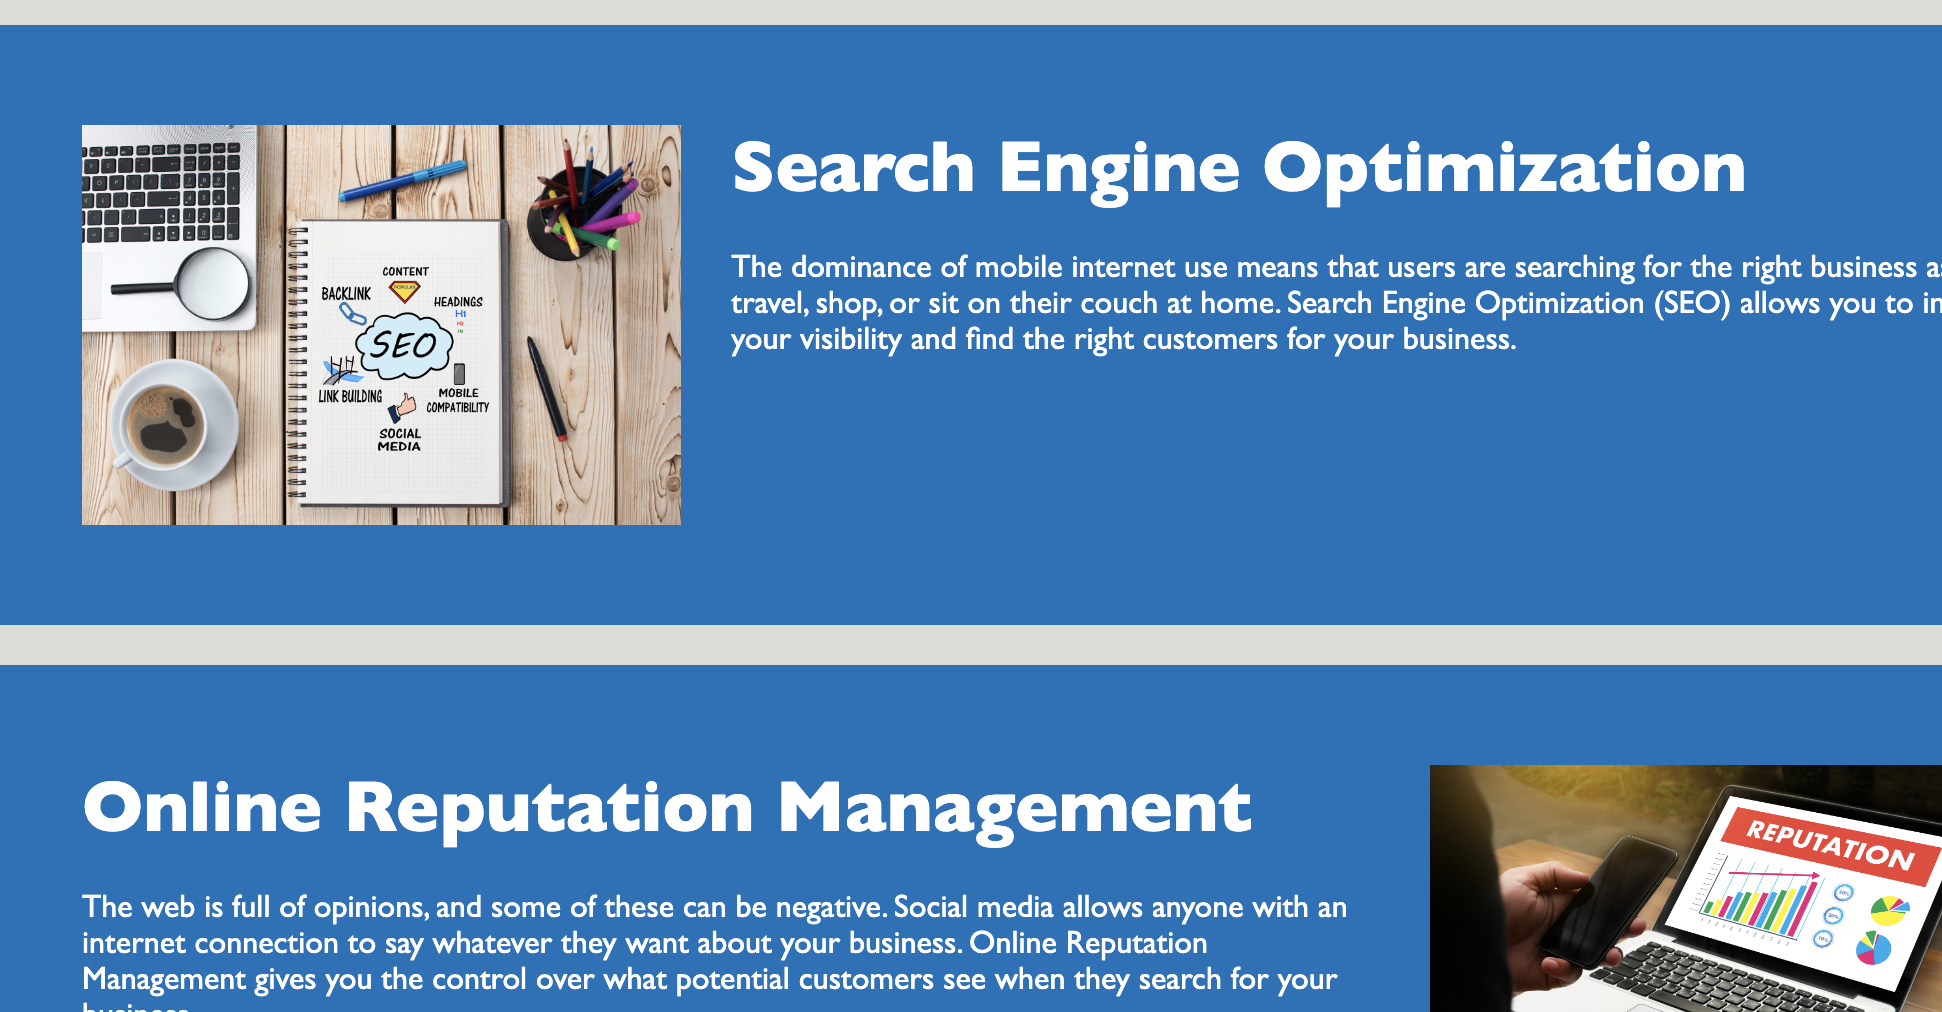 Search Engine Optimization
The dominance of mobile internet use means that users are searching for the right business
travel, shop, or sit on their couch at home. Search Engine Optimization (SEO) allows you to
your visibility and find the right customers for your business.
CONTENT
POPULAR
BACKLINK
HEADINGS
H1
H2
H3
SEO
LINK BUILDING
MOBILE
COMPATIBILITY
SOCIAL
MEDIA
Online Reputation Management
The web is full of opinions, and some of these can be negative. Social media allows anyone with an
internet connection to say whatever they want about your business. Online Reputation
Management gives you the control over what potential customers see when they search for your
REPUTATION